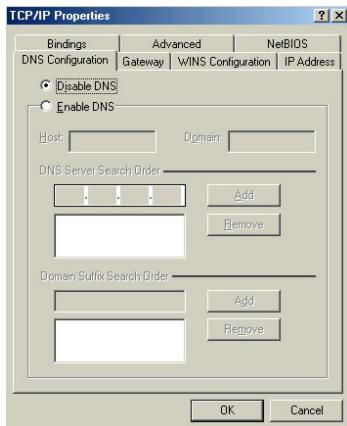 TCP/IP Properties
Bindings Advanced NetBIOS
DNS Configuration Gateway WINS Configuration IP Address
Disable DNS
Enable DNS
Host: Domain:
DNS Server Search Order
Add
Remove
Domain Suffix Search Order
Add
Remove
OK Cancel